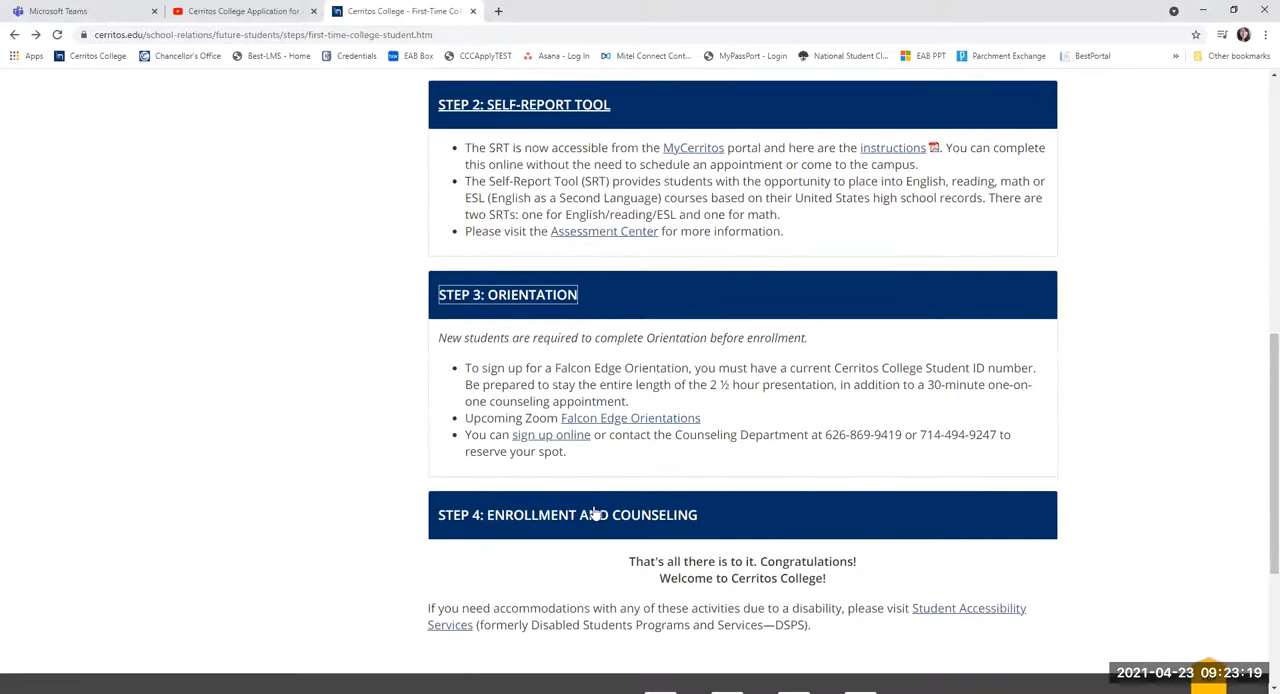 Microsoft Teams
Cerritos College Application for
Cerritos College - First-Time Co
cerritos.edu/school-relations/future-students/steps/first-time-college-student.htm
Apps
Cerritos College
Chancellor's Office
Best-LMS - Home
Credentials
EAB Box
CCCApplyTEST
Asana - Log In
Mitel Connect Cont...
MyPassPort - Login
National Student Cl...
EAB PPT
Parchment Exchange
BestPortal
»
Other bookmarks
STEP 2: SELF-REPORT TOOL
• The SRT is now accessible from the MyCerritos portal and here are the instructions. You can complete
this online without the need to schedule an appointment or come to the campus.
• The Self-Report Tool (SRT) provides students with the opportunity to place into English, reading, math or
ESL (English as a Second Language) courses based on their United States high school records. There are
two SRTs: one for English/reading/ESL and one for math.
• Please visit the Assessment Center for more information.
STEP 3: ORIENTATION
New students are required to complete Orientation before enrollment.
• To sign up for a Falcon Edge Orientation, you must have a current Cerritos College Student ID number.
Be prepared to stay the entire length of the 2 ½ hour presentation, in addition to a 30-minute one-on-
one counseling appointment.
• Upcoming Zoom Falcon Edge Orientations
• You can sign up online or contact the Counseling Department at 626-869-9419 or 714-494-9247 to
reserve your spot.
STEP 4: ENROLLMENT AND COUNSELING
That's all there is to it. Congratulations!
Welcome to Cerritos College!
If you need accommodations with any of these activities due to a disability, please visit Student Accessibility
Services (formerly Disabled Students Programs and Services—DSPS).
2021-04-23 09:23:19